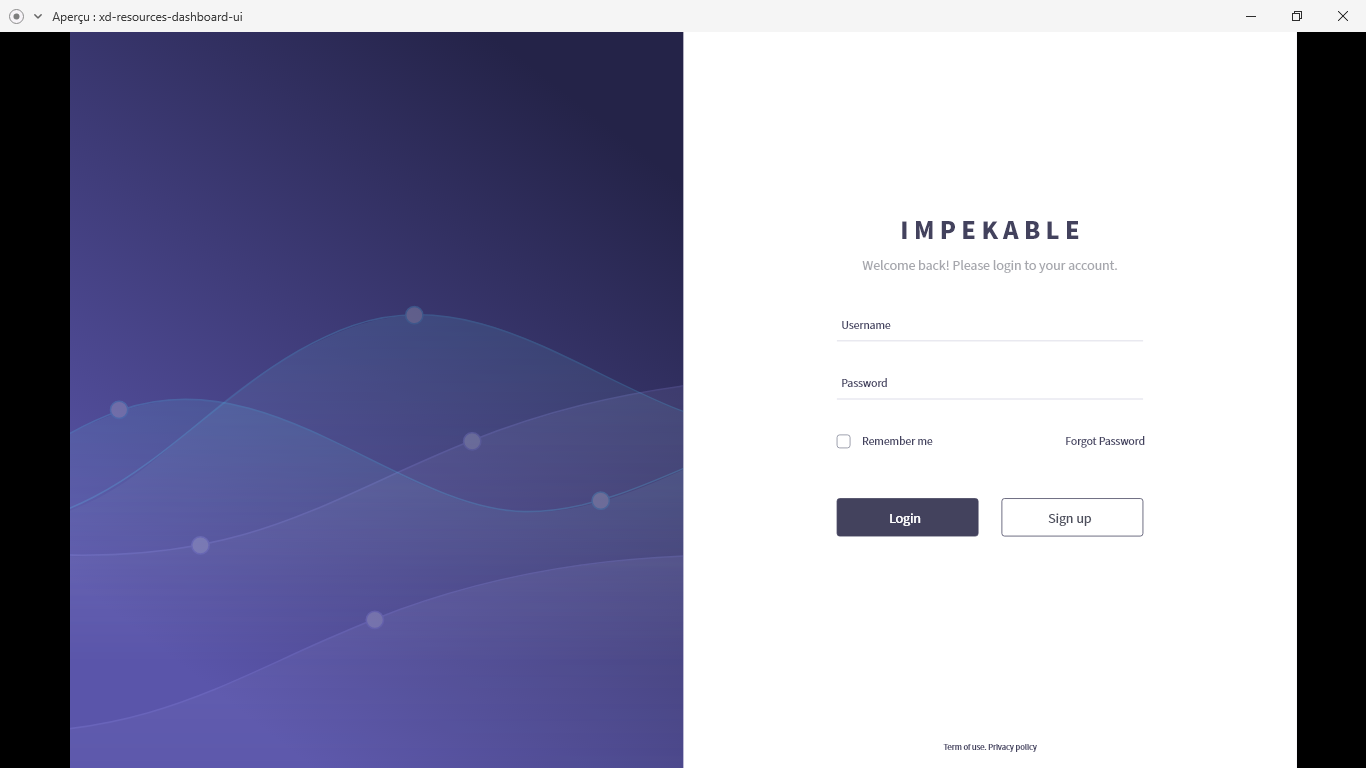 Aperçu : xd-resources-dashboard-ui
IMPEKABLE
Welcome back! Please login to your account.
Username
Password
Remember me Forgot Password
Login Sign up
Term of use. Privacy policy